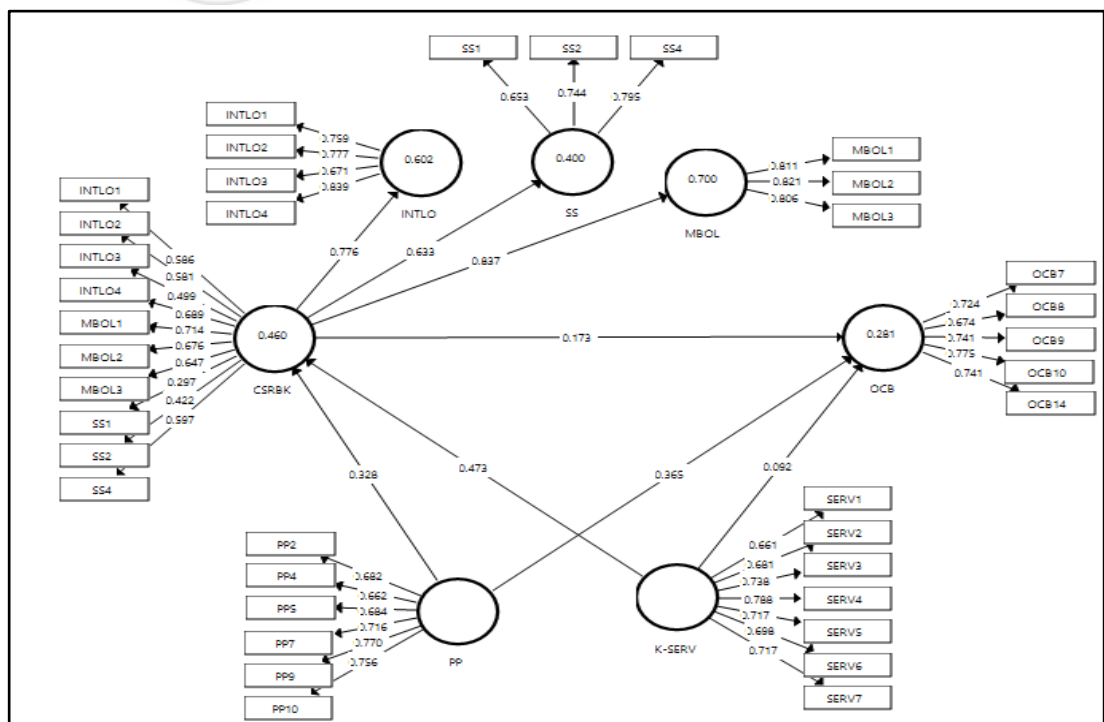 SS1
SS2
SS4
0.653
0.744
0.795
INTLO1
INTLO2
INTLO3
INTLO4
0.759
0.777
0.671
0.839
0.602
INTLO
0.400
SS
0.700
MBOL
0.811
0.821
0.806
MBOL1
MBOL2
MBOL3
INTLO1
INTLO2
INTLO3
INTLO4
MBOL1
MBOL2
MBOL3
SS1
SS2
SS4
0.586
0.581
0.499
0.689
0.714
0.676
0.647
0.297
0.422
0.597
0.460
CSRBK
0.776
0.633
0.837
0.173
0.281
OCB
0.724
0.674
0.741
0.775
0.741
OCB7
OCB8
OCB9
OCB10
OCB14
0.328
0.473
0.365
0.092
PP2
PP4
PP5
PP7
PP9
PP10
0.682
0.662
0.684
0.716
0.770
0.756
PP
K-SERV
0.661
0.681
0.738
0.788
0.717
0.698
0.717
SERV1
SERV2
SERV3
SERV4
SERV5
SERV6
SERV7